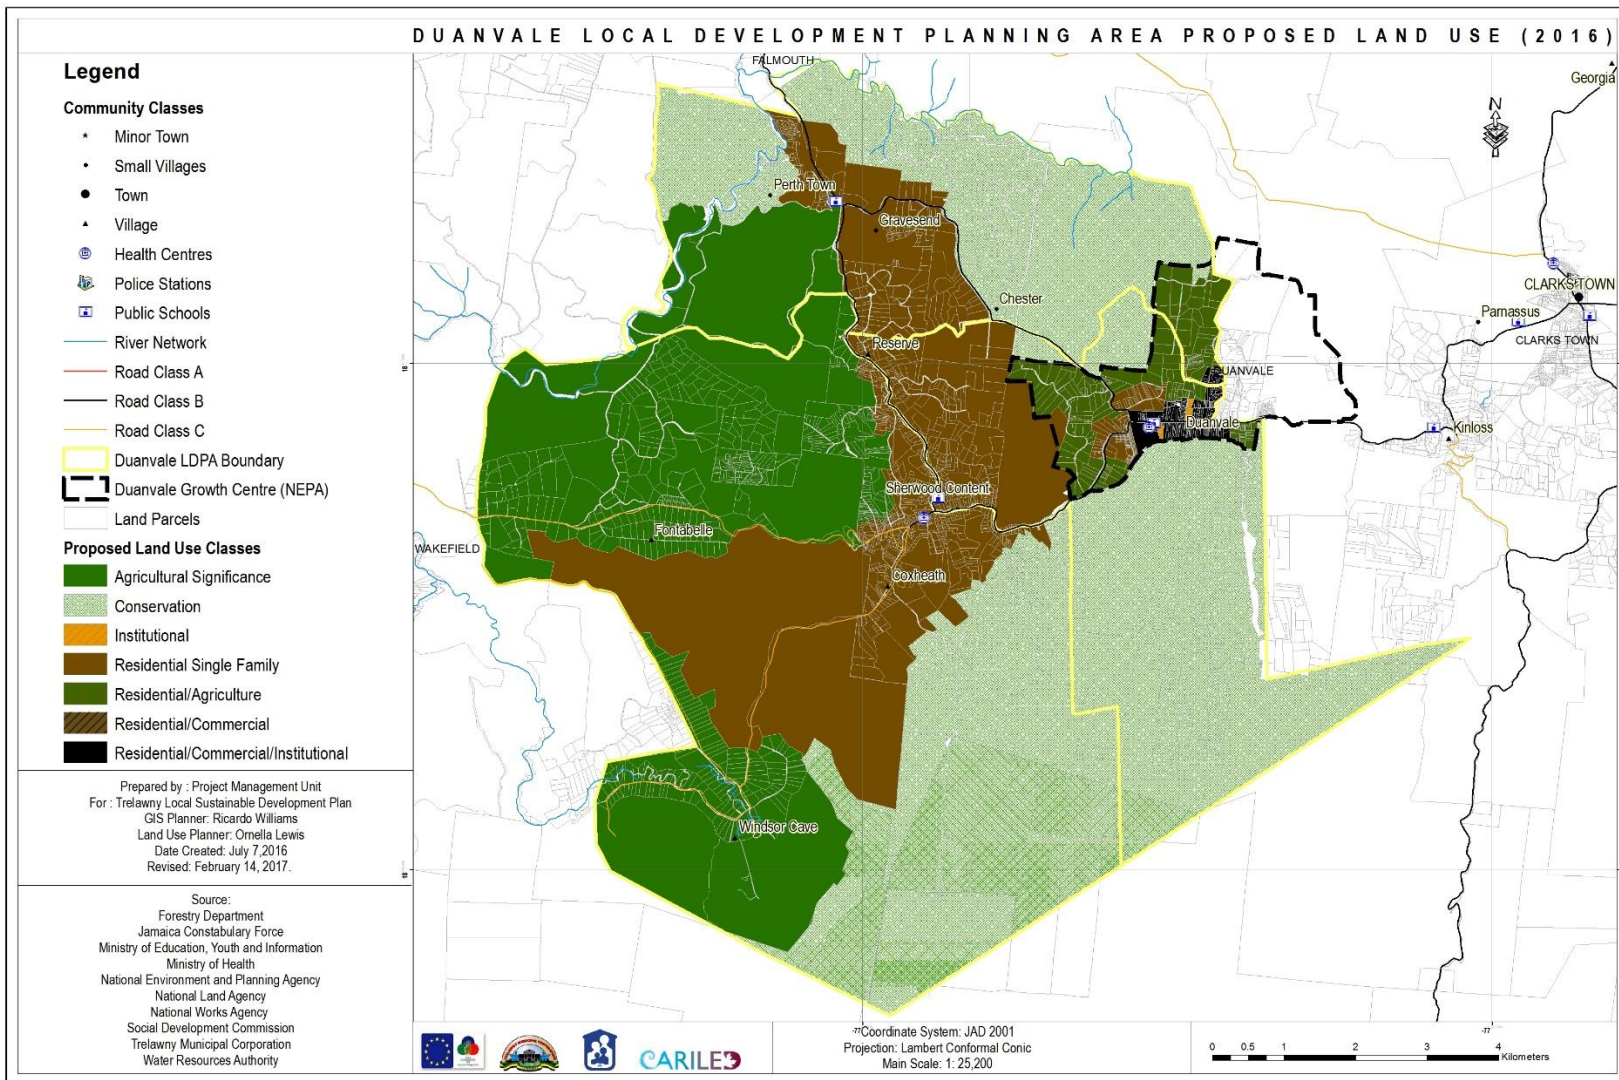 DUANVALE LOCAL DEVELOPMENT PLANNING AREA PROPOSED LAND USE (2016)
Legend
Community Classes
Minor Town
Small Villages
Town
Village
Health Centres
Police Stations
Public Schools
River Network
Road Class A
Road Class B
Road Class C
Duanvale LDPA Boundary
Duanvale Growth Centre (NEPA)
Land Parcels
Proposed Land Use Classes
Agricultural Significance
Conservation
Institutional
Residential Single Family
Residential/Agriculture
Residential/Commercial
Residential/Commercial/Institutional
Prepared by : Project Management Unit
For : Trelawny Local Sustainable Development Plan
GIS Planner: Ricardo Williams
Land Use Planner: Ornella Lewis
Date Created: July 7,2016
Revised: February 14, 2017.
Source:
Forestry Department
Jamaica Constabulary Force
Ministry of Education, Youth and Information
Ministry of Health
National Environment and Planning Agency
National Land Agency
National Works Agency
Social Development Commission
Trelawny Municipal Corporation
Water Resources Authority
FALMOUTH
Georgia
N
Perth Town
Gravesend
CLARKS TOWN
Chester
Parnassus
CLARKS TOWN
Reserve
DUANVALE
Duanvale
Kinloss
Sherwood Content
Fontabelle
WAKEFIELD
Coxheath
Windsor Cave
18
18
-77
-77
CARILED
Coordinate System: JAD 2001
Projection: Lambert Conformal Conic
Main Scale: 1: 25,200
0 0.5 1 2 3 4
Kilometers